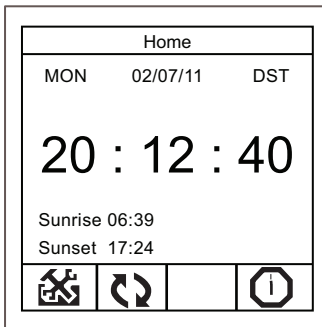 Home
MON 02/07/11 DST
20 : 12 : 40
Sunrise 06:39
Sunset 17:24
i